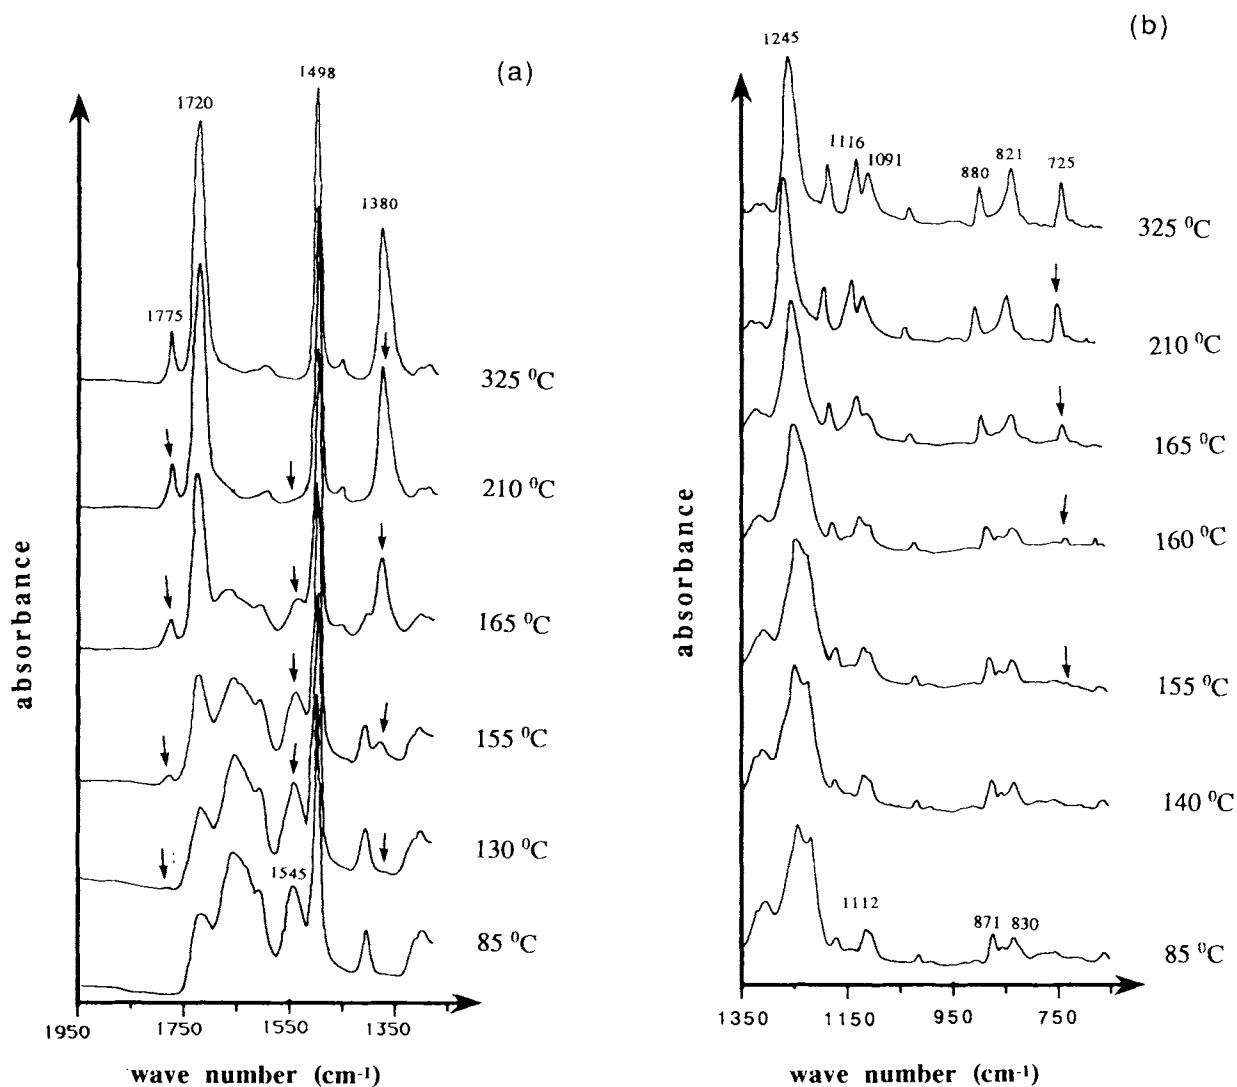 (a)
1498
1720
1380
1775
325 ⁰C
210 ⁰C
165 ⁰C
155 ⁰C
130 ⁰C
1545
85 ⁰C
absorbance
1950 1750 1550 1350
wave number (cm-1)
(b)
1245
1116
1091
880
821
725
325 ⁰C
210 ⁰C
165 ⁰C
160 ⁰C
155 ⁰C
140 ⁰C
1112
871
830
85 ⁰C
absorbance
1350 1150 950 750
wave number (cm-1)